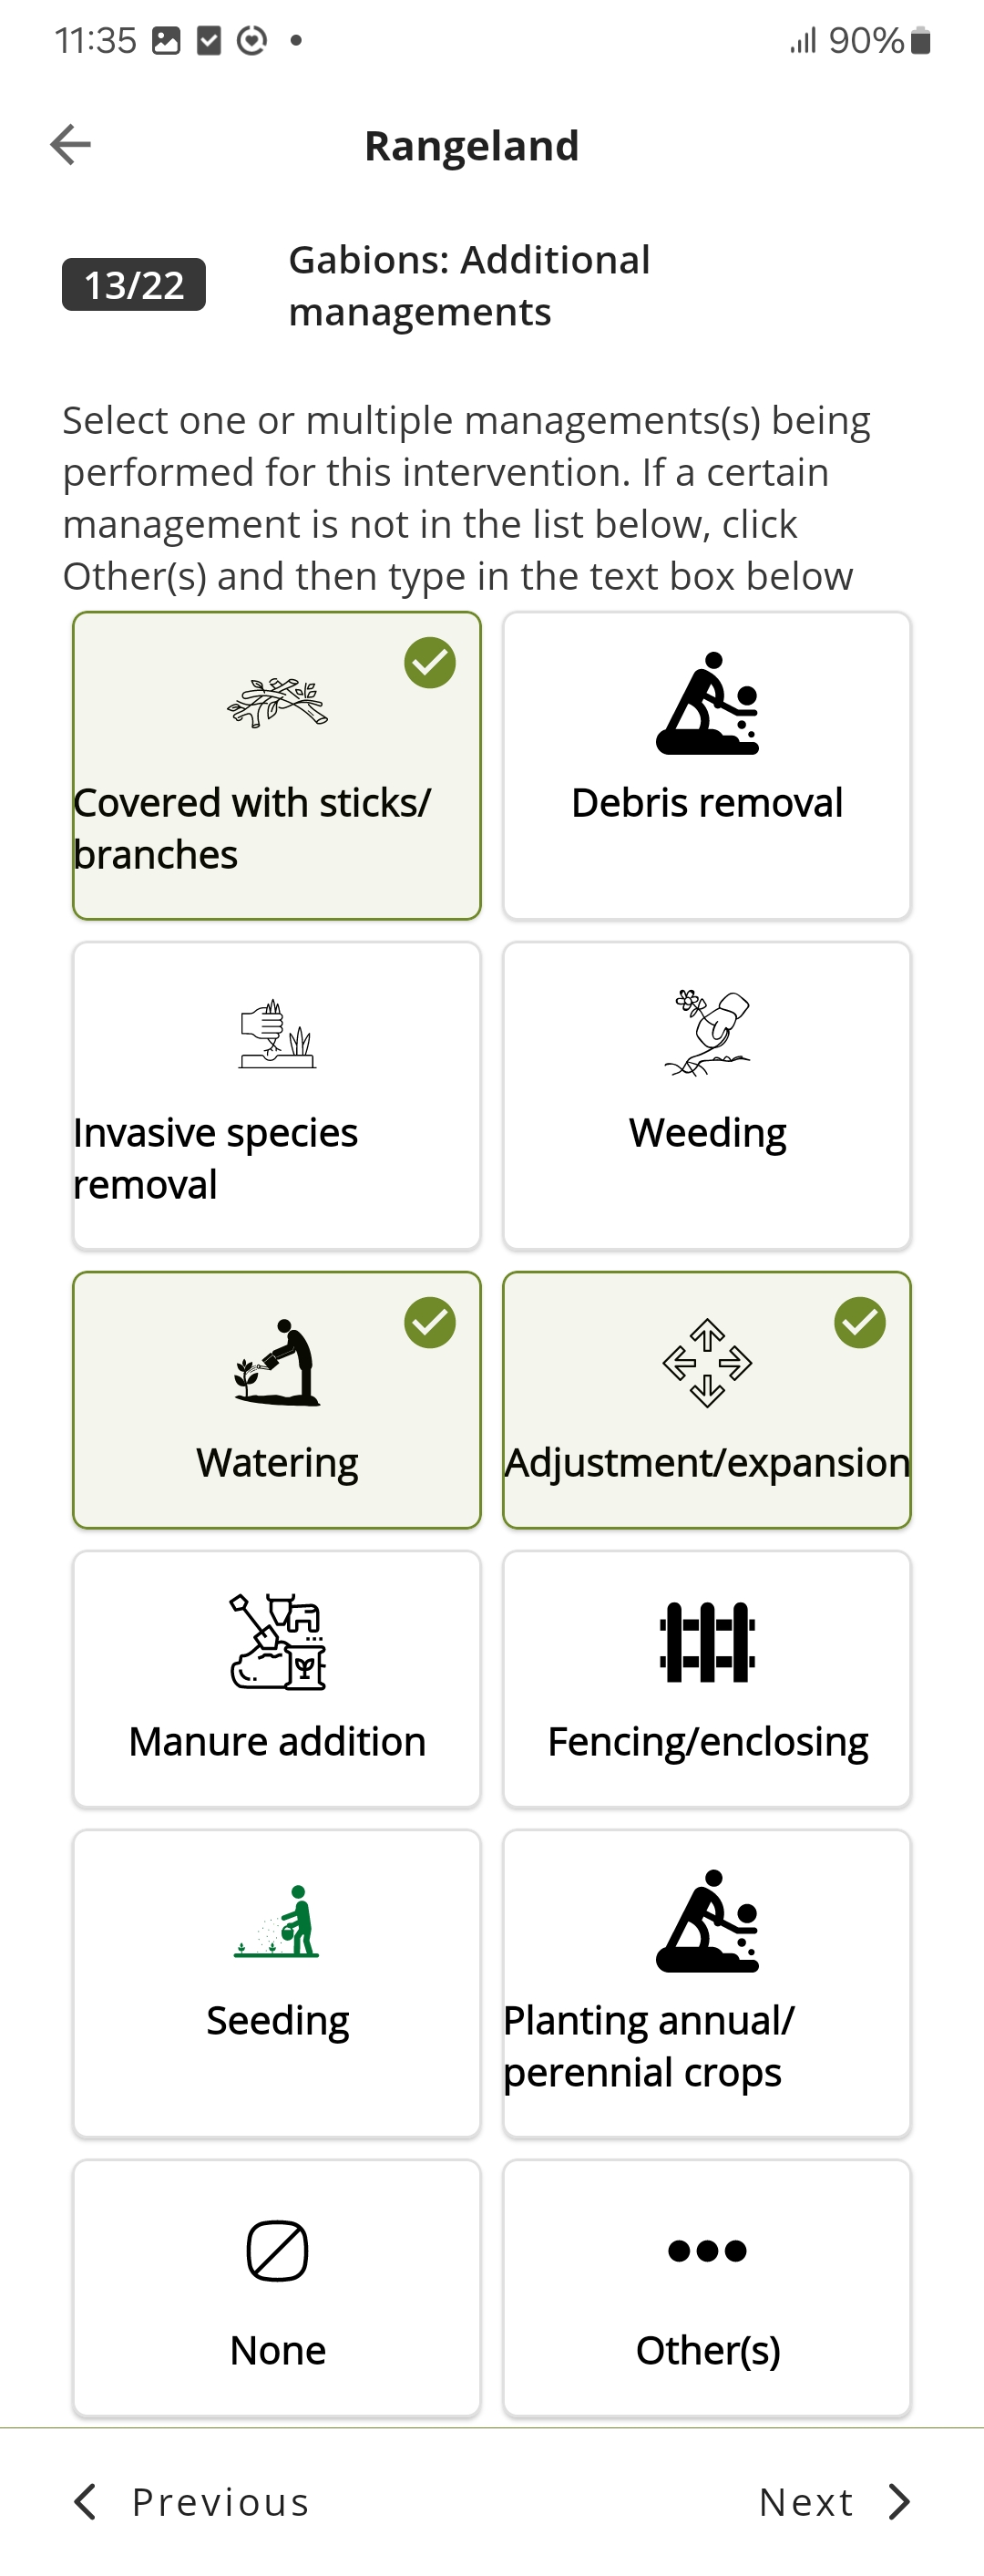 11:35
90%
Rangeland
13/22
Gabions: Additional
managements
Select one or multiple managements(s) being
performed for this intervention. If a certain
management is not in the list below, click
Other(s) and then type in the text box below
Covered with sticks/
branches
Debris removal
Invasive species
removal
Weeding
Watering
Adjustment/expansion
Manure addition
Fencing/enclosing
Seeding
Planting annual/
perennial crops
None
Other(s)
Previous
Next